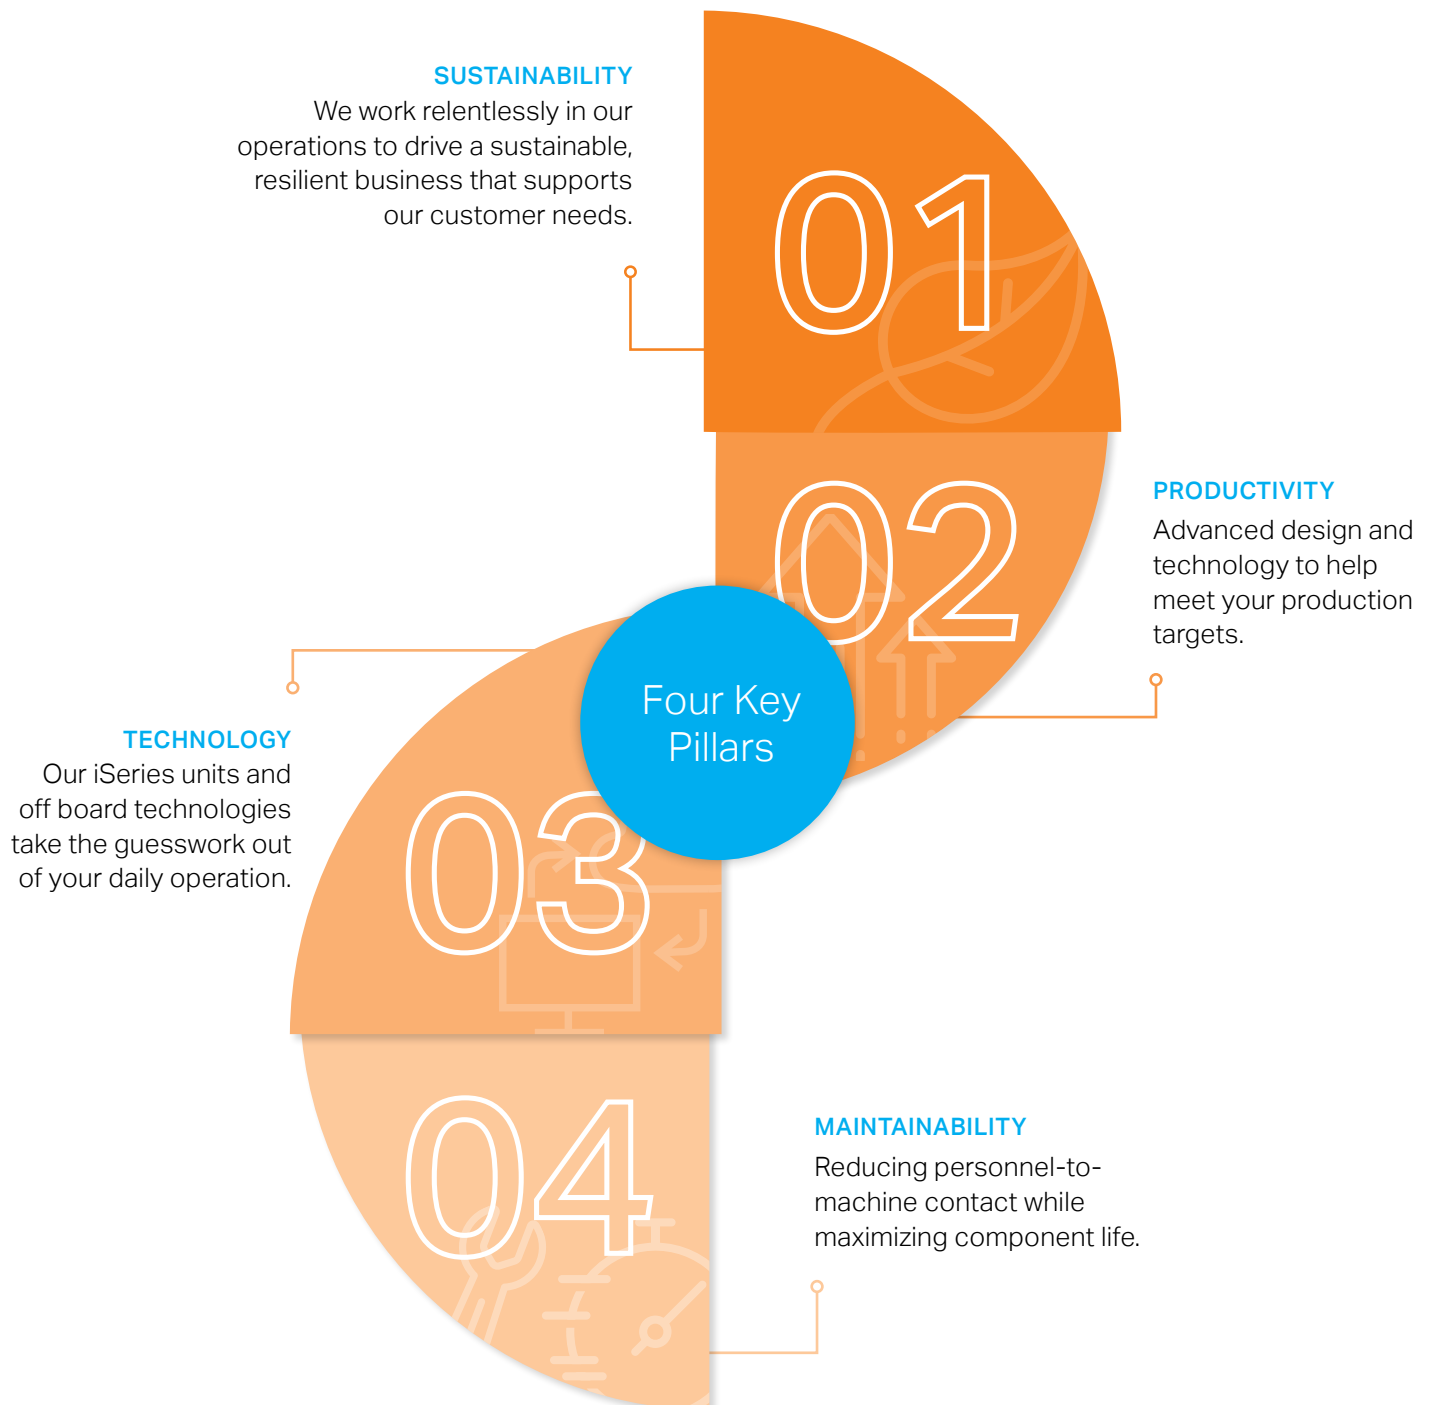 SUSTAINABILITY
We work relentlessly in our
operations to drive a sustainable,
resilient business that supports
our customer needs.
01
02
PRODUCTIVITY
Advanced design and
technology to help
meet your production
targets.
Four Key
Pillars
TECHNOLOGY
Our iSeries units and
off board technologies
take the guesswork out
of your daily operation.
03
04
MAINTAINABILITY
Reducing personnel-to-
machine contact while
maximizing component life.